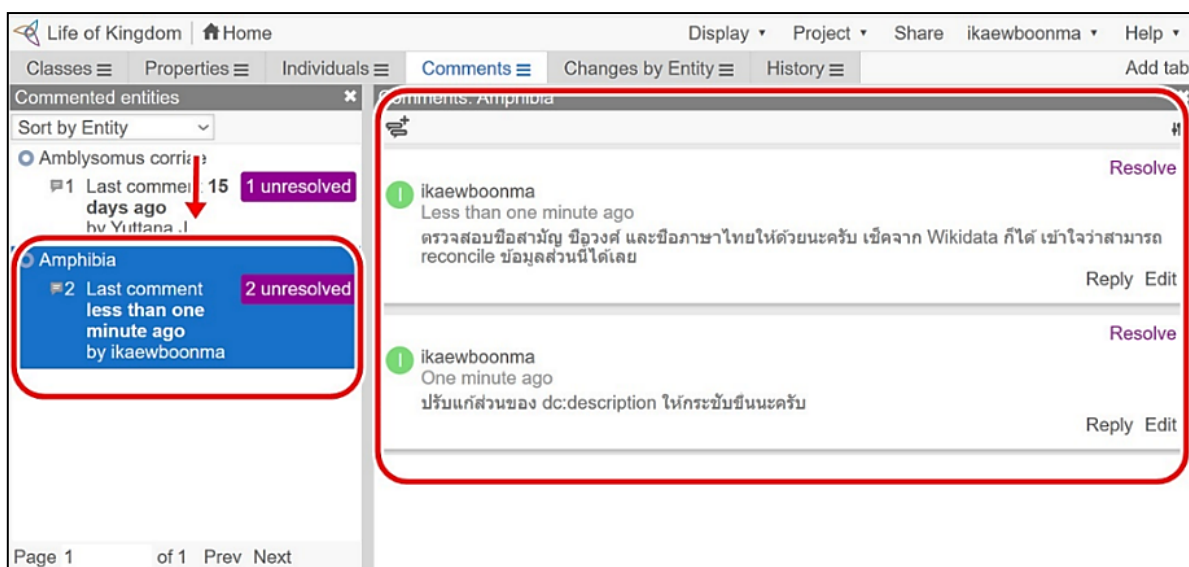 Life of Kingdom Home Display Project Share ikaewboonma Help
Classes Properties Individuals Comments Changes by Entity History Add tab
Commented entities
Sort by Entity
Amblysomus corriae
1 Last comment 15 days ago
by Yuttana J
1 unresolved
Amphibia
2 Last comment
less than one
minute ago
by ikaewboonma
2 unresolved
Page 1 of 1 Prev Next
Comments: Amphibia
Resolve
I
ikaewboonma
Less than one minute ago
ตรวจสอบชื่อสามัญ ชื่อวงศ์ และชื่อภาษาไทยให้ด้วยนะครับ เช็คจาก Wikidata ก็ได้ เข้าใจว่าสามารถ
reconcile ข้อมูลส่วนนี้ได้เลย
Reply Edit
Resolve
I
ikaewboonma
One minute ago
ปรับแก้ส่วนของ dc:description ให้กระชับขึ้นนะครับ
Reply Edit